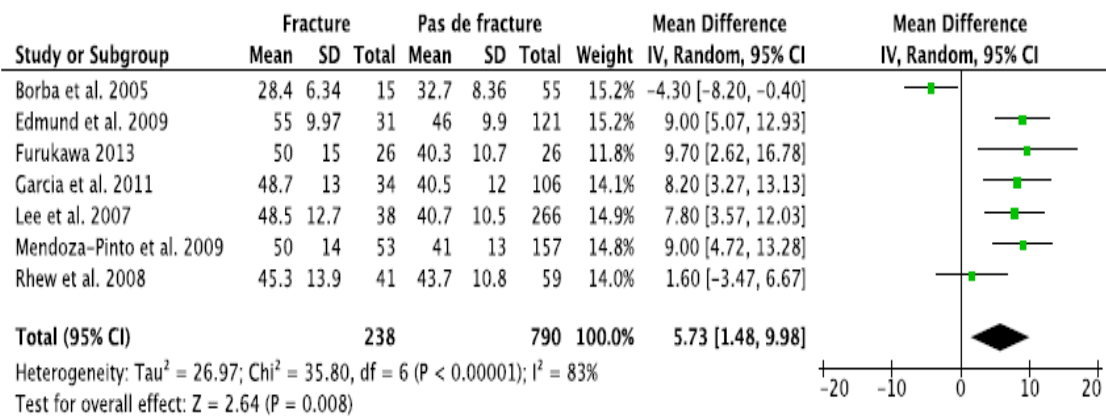 Fracture Pas de fracture Mean Difference Mean Difference
Study or Subgroup Mean SD Total Mean SD Total Weight IV, Random, 95% CI IV, Random, 95% CI
Borba et al. 2005 28.4 6.34 15 32.7 8.36 55 15.2% −4.30 [−8.20, −0.40]
Edmund et al. 2009 55 9.97 31 46 9.9 121 15.2% 9.00 [5.07, 12.93]
Furukawa 2013 50 15 26 40.3 10.7 26 11.8% 9.70 [2.62, 16.78]
Garcia et al. 2011 48.7 13 34 40.5 12 106 14.1% 8.20 [3.27, 13.13]
Lee et al. 2007 48.5 12.7 38 40.7 10.5 266 14.9% 7.80 [3.57, 12.03]
Mendoza−Pinto et al. 2009 50 14 53 41 13 157 14.8% 9.00 [4.72, 13.28]
Rhew et al. 2008 45.3 13.9 41 43.7 10.8 59 14.0% 1.60 [−3.47, 6.67]
Total (95% CI) 238 790 100.0% 5.73 [1.48, 9.98]
Heterogeneity: Tau² = 26.97; Chi² = 35.80, df = 6 (P < 0.00001); I² = 83%
−20 −10 0 10 20
Test for overall effect: Z = 2.64 (P = 0.008)